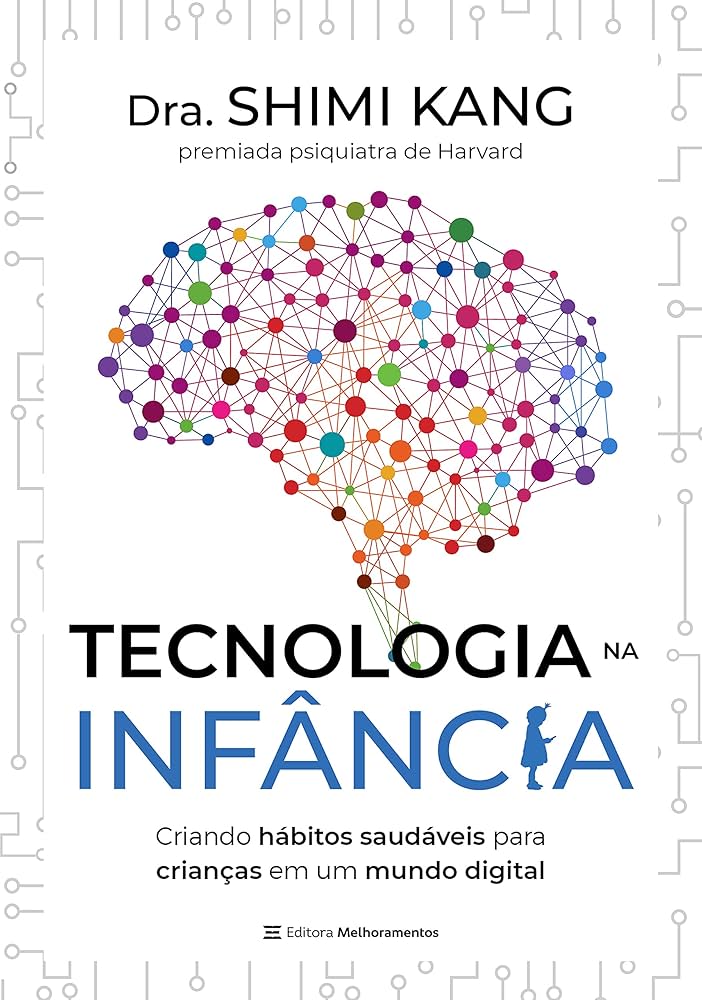 Dra. SHIMI KANG
premiada psiquiatra de Harvard
TECNOLOGIA NA
INFÂNCIA
Criando hábitos saudáveis para
crianças em um mundo digital
Editora Melhoramentos